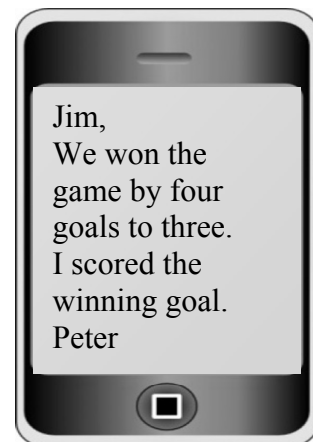 Jim,
We won the
game by four
goals to three.
I scored the
winning goal.
Peter